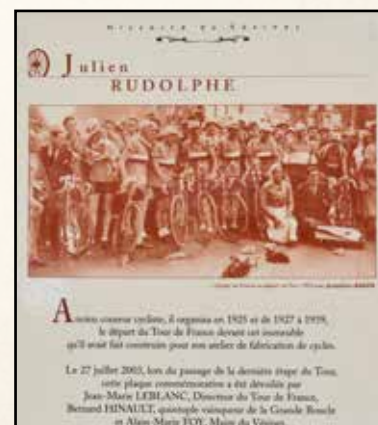 Histoire du Vésinet
Julien
RUDOLPHE
Ancien coureur cycliste, il organisa en 1925 et de 1927 à 1939,
le départ du Tour de France devant cet immeuble
qu'il avait fait construire pour son atelier de fabrication de cycles.
Le 27 juillet 2003, lors du passage de la dernière étape du Tour,
cette plaque commémorative a été dévoilée par
Jean-Marie LEBLANC, Directeur du Tour de France,
Bernard HINAULT, quintuple vainqueur de la Grande Boucle
et Alain-Marie FOY, Maire du Vésinet.